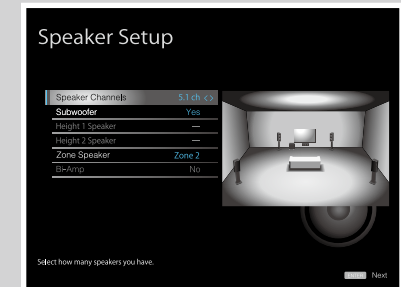 Speaker Setup
Speaker Channels 5.1 ch <>
Subwoofer Yes
Height 1 Speaker —
Height 2 Speaker —
Zone Speaker Zone 2
Bi-Amp No
Select how many speakers you have.
ENTER Next